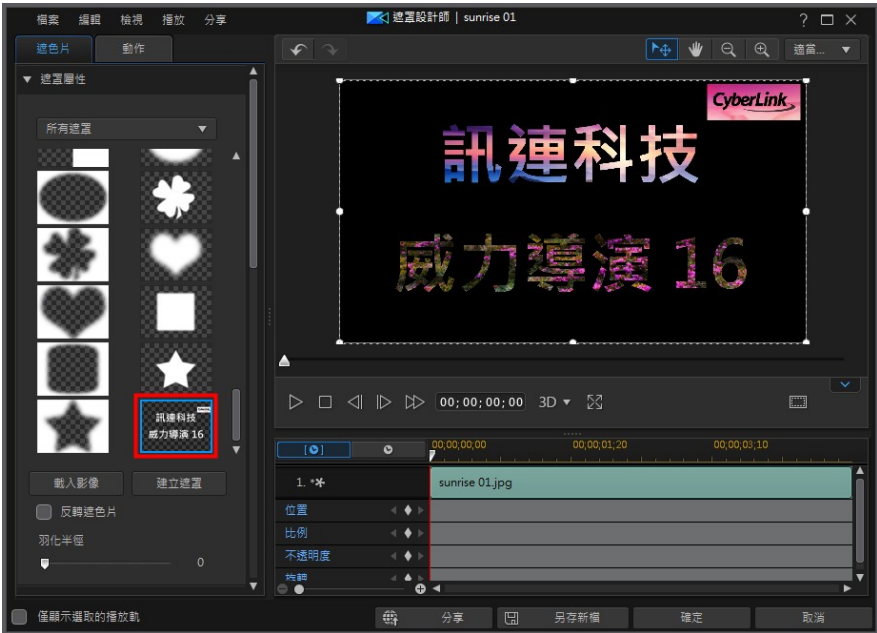 檔案 編輯 檢視 播放 分享 遮罩設計師 | sunrise 01 ?
遮色片 動作 適當...
遮罩屬性
所有遮罩
CyberLink
訊連科技
威力導演 16
訊連科技
威力導演 16
00;00;00;00 3D
00;00;00;00 00;00;01;20 00;00;03;10
載入影像 建立遮罩
1. sunrise 01.jpg
反轉遮色片
位置
羽化半徑
比例
0
不透明度
旋轉
僅顯示選取的播放軌 分享 另存新檔 確定 取消